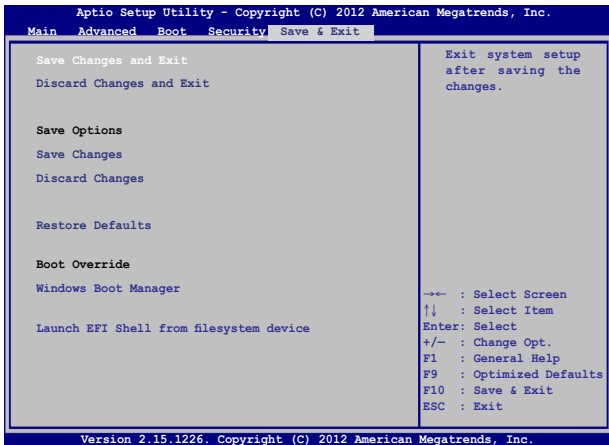 Aptio Setup Utility - Copyright (C) 2012 American Megatrends, Inc.
Main Advanced Boot Security Save & Exit
Save Changes and Exit
Discard Changes and Exit
Save Options
Save Changes
Discard Changes
Restore Defaults
Boot Override
Windows Boot Manager
Launch EFI Shell from filesystem device
Exit system setup
after saving the
changes.
→← : Select Screen
↑↓ : Select Item
Enter: Select
+/— : Change Opt.
F1 : General Help
F9 : Optimized Defaults
F10 : Save & Exit
ESC : Exit
Version 2.15.1226. Copyright (C) 2012 American Megatrends, Inc.